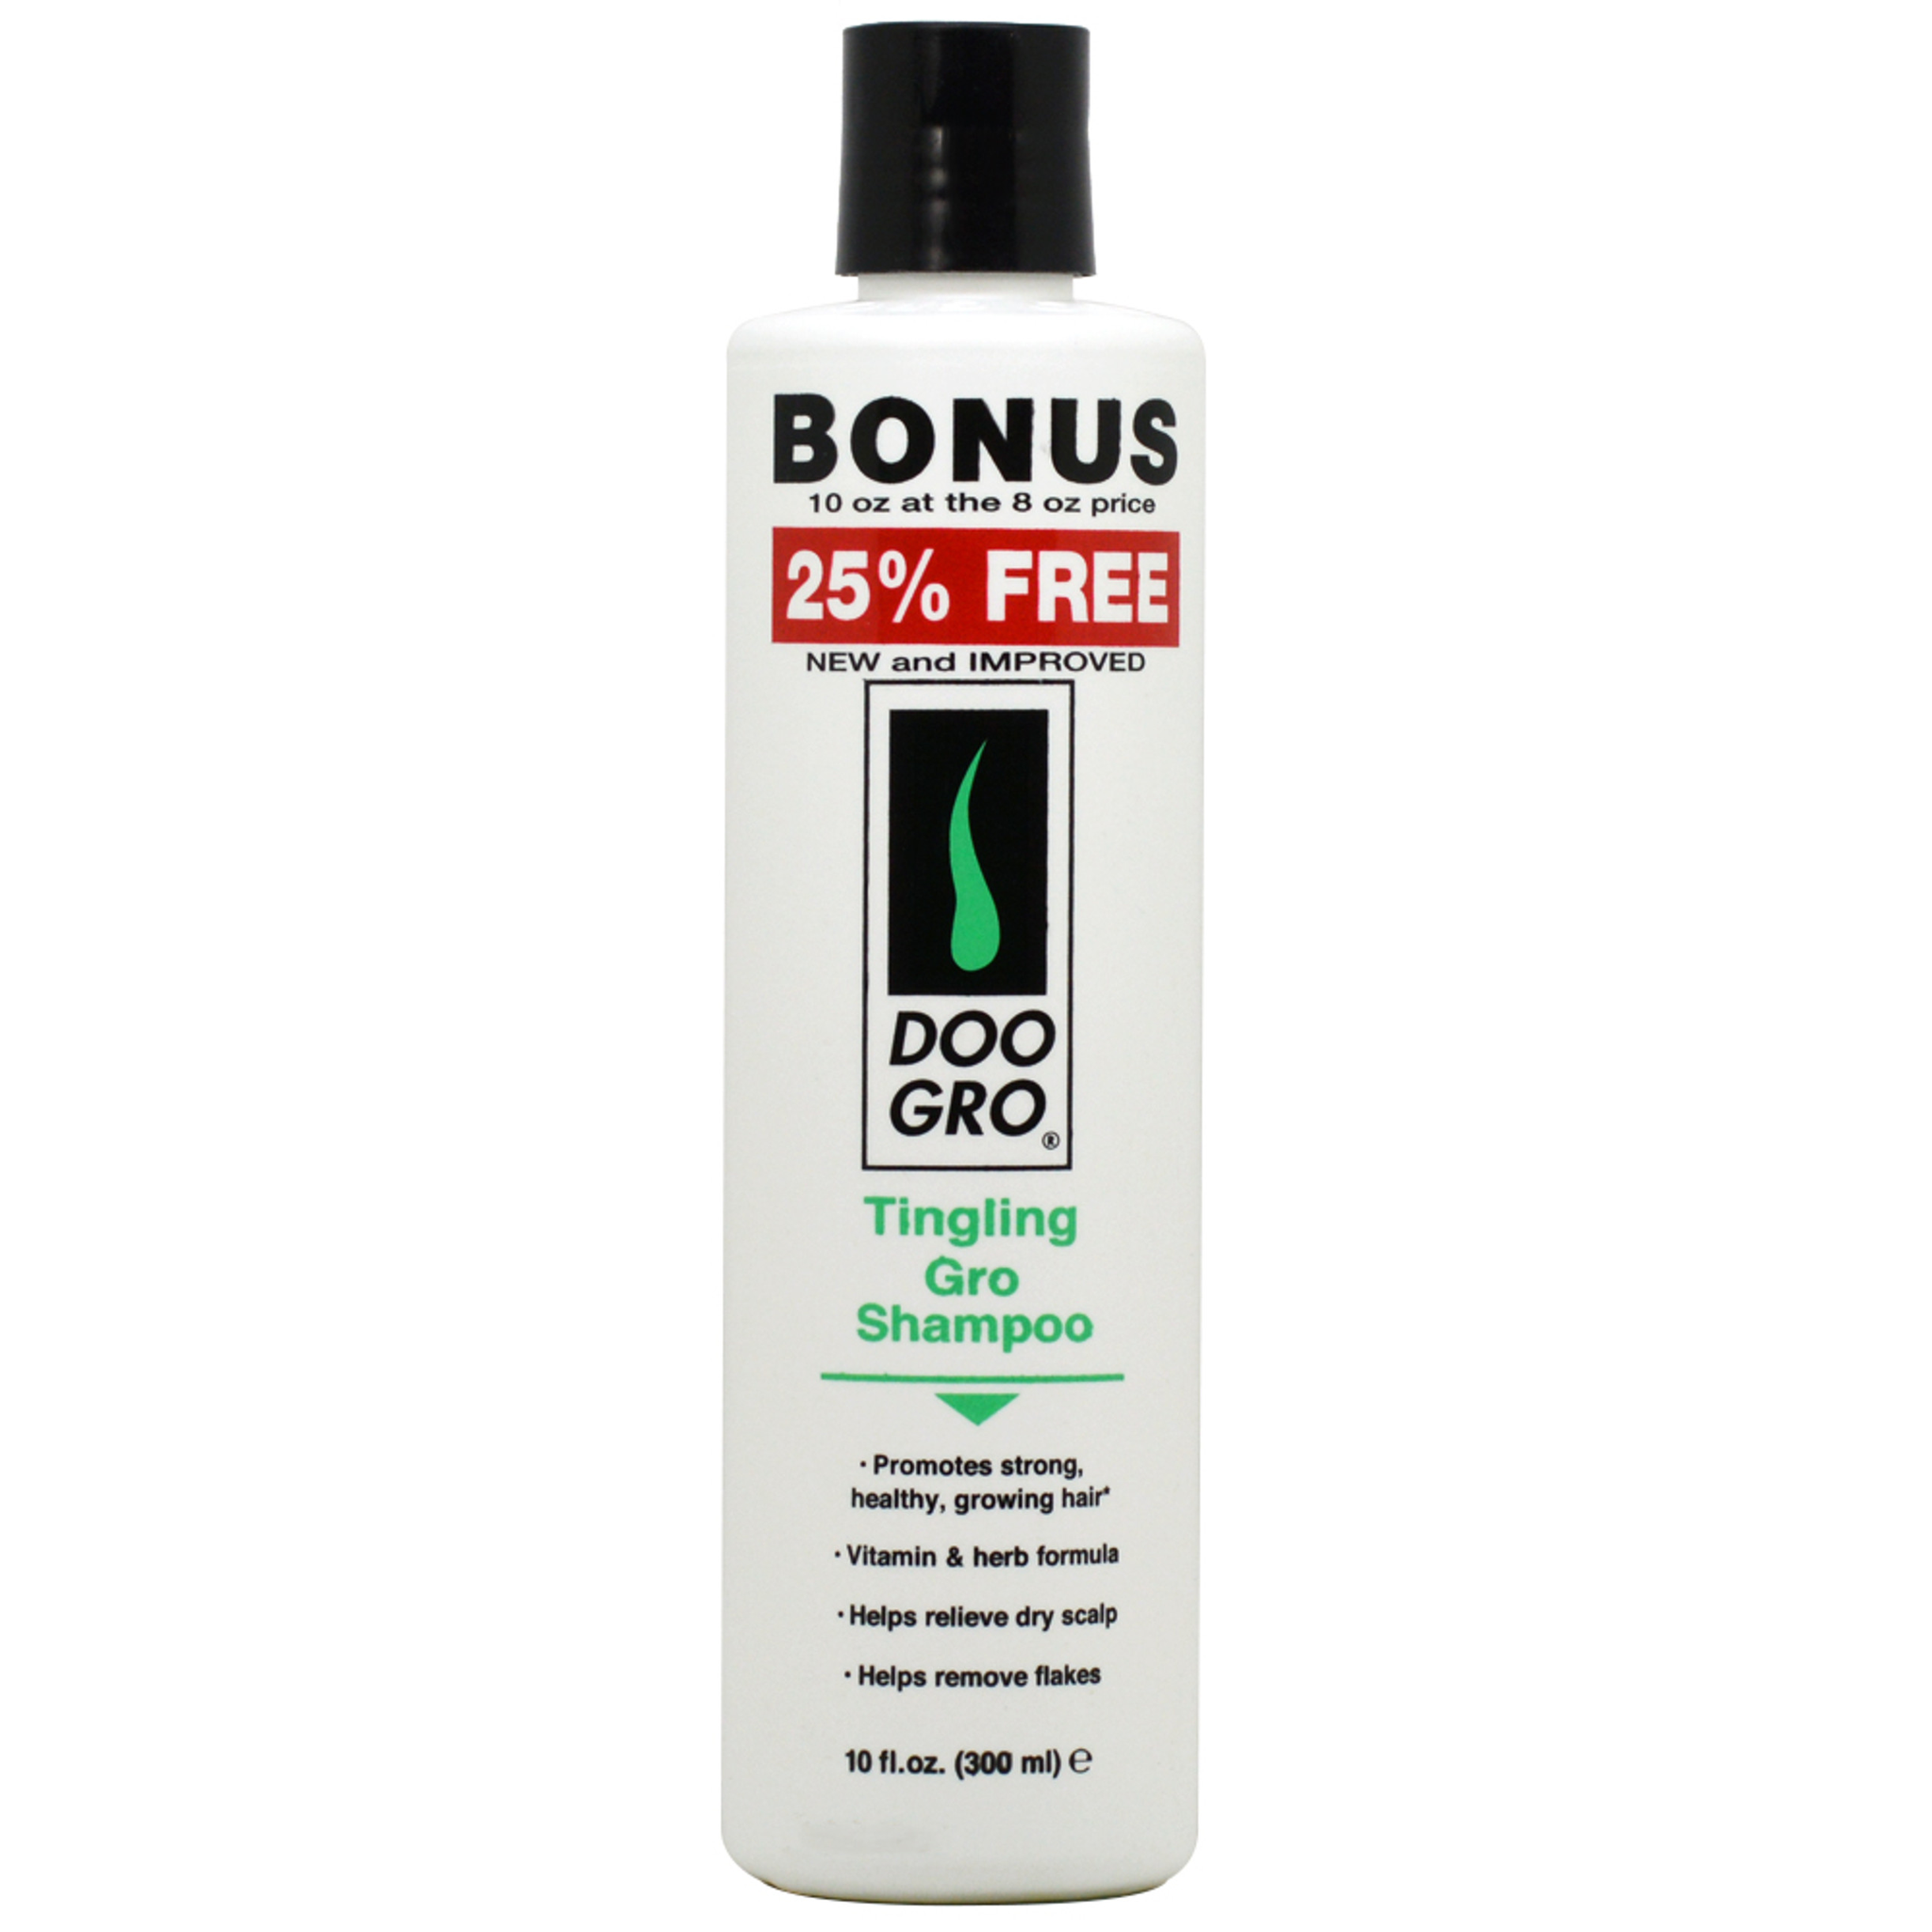 BONUS
10 oz at the 8 oz price
25% FREE
NEW and IMPROVED
DOO
GRO®
Tingling
Gro
Shampoo
· Promotes strong,
healthy, growing hair*
· Vitamin & herb formula
· Helps relieve dry scalp
· Helps remove flakes
10 fl.oz. (300 ml) ℮